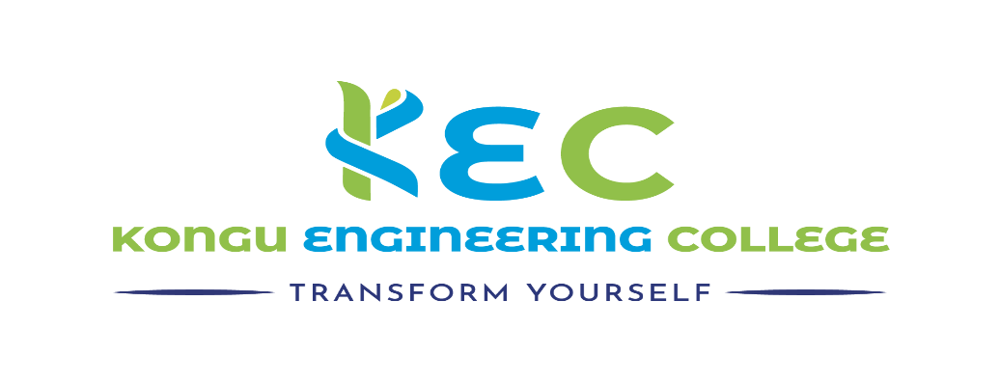 KEC
KONGU ENGINEERING COLLEGE
TRANSFORM YOURSELF